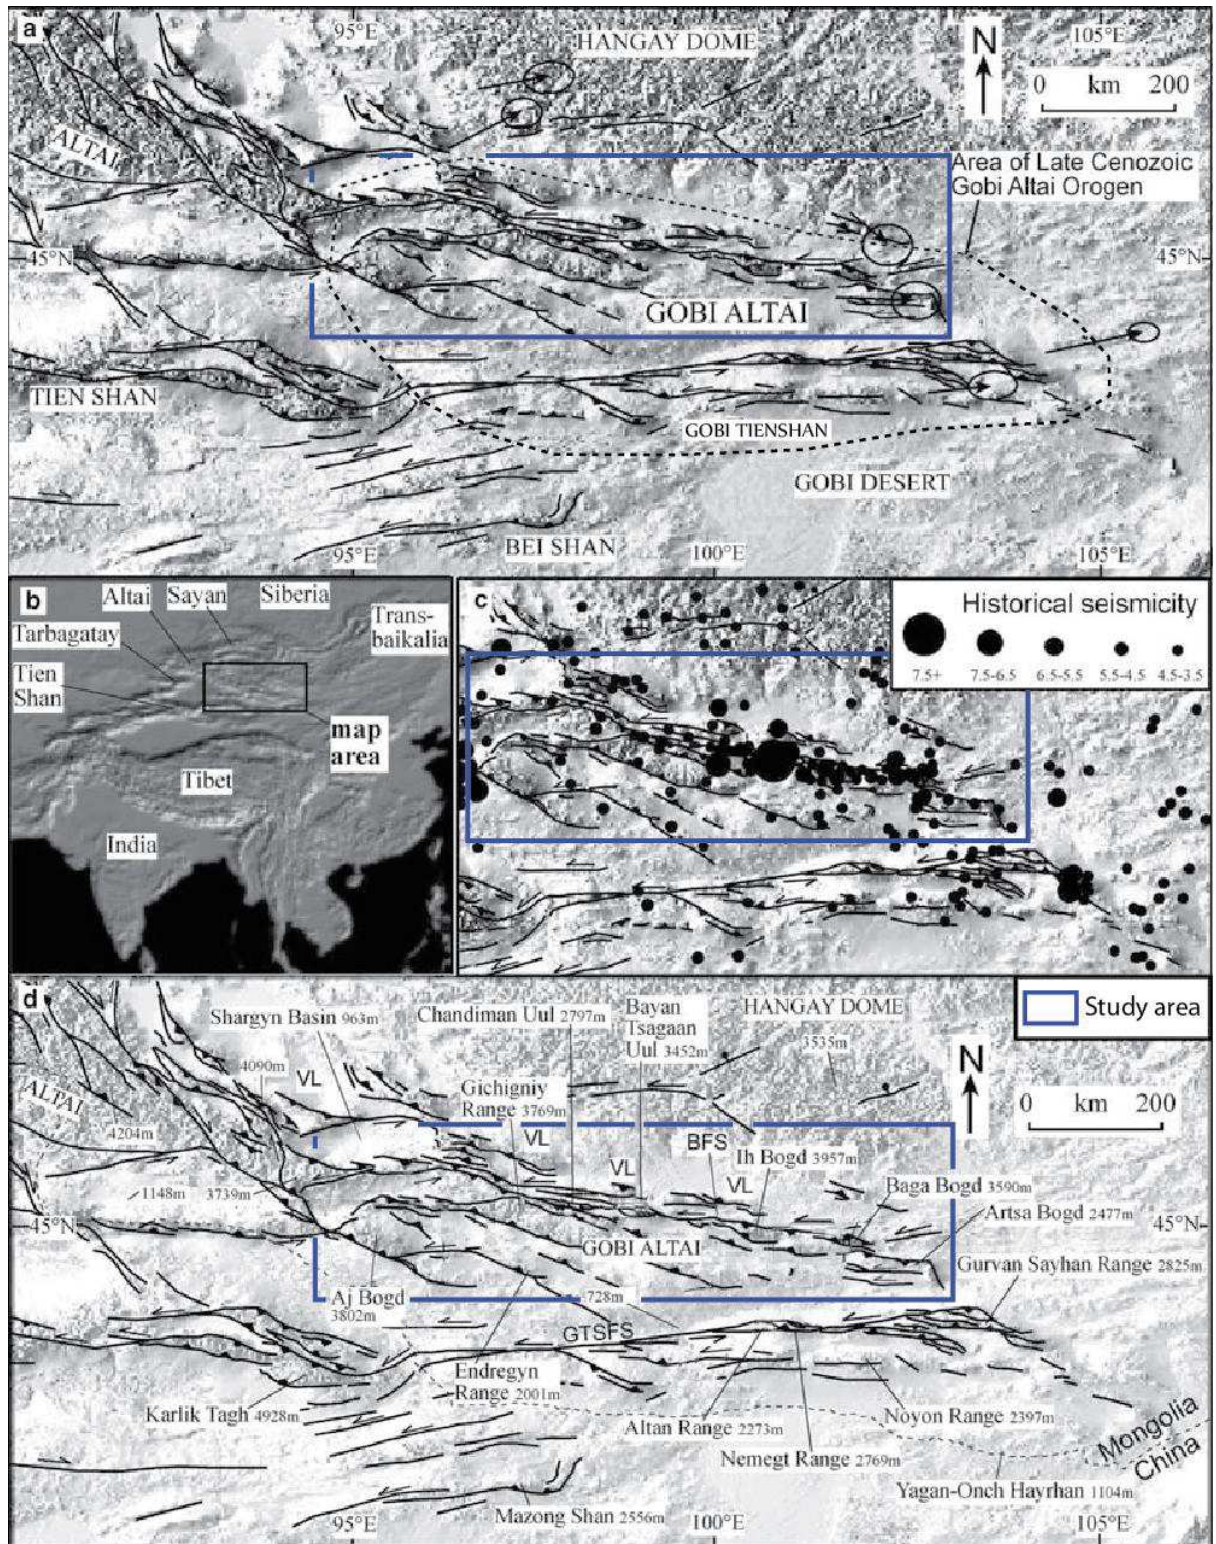 a
95°E
HANGAY DOME
N
105°E
0 km 200
ALTAI
Area of Late Cenozoic
Gobi Altai Orogen
45°N
45°N
GOBI ALTAI
TIEN SHAN
GOBI TIENSHAN
GOBI DESERT
BEI SHAN
95°E
100°E
105°E
b
Altai
Sayan
Siberia
Tarbagatay
Trans-
baikalia
Tien
Shan
map
area
Tibet
India
c
Historical seismicity
7.5+
7.5-6.5
6.5-5.5
5.5-4.5
4.5-3.5
d
Study area
Shargyn Basin 963m
Chandiman Uul 2797m
Bayan
Tsagaan
Uul 3452m
HANGAY DOME
3535m
N
0 km 200
4090m
VL
ALTAI
Gichigniy
Range 3769m
VL
4204m
BFS
VL
Ih Bogd 3957m
VL
1148m
3739m
Baga Bogd 3590m
Artsa Bogd 2477m
45°N
45°N
GOBI ALTAI
Gurvan Sayhan Range 2825m
Aj Bogd
3802m
728m
GTSFS
Endregyn
Range 2001m
Karlik Tagh 4928m
Altan Range 2273m
Noyon Range 2397m
Nemegt Range 2769m
Mongolia
China
Yagan-Onch Hayrhan 1104m
Mazong Shan 2556m
95°E
100°E
105°E